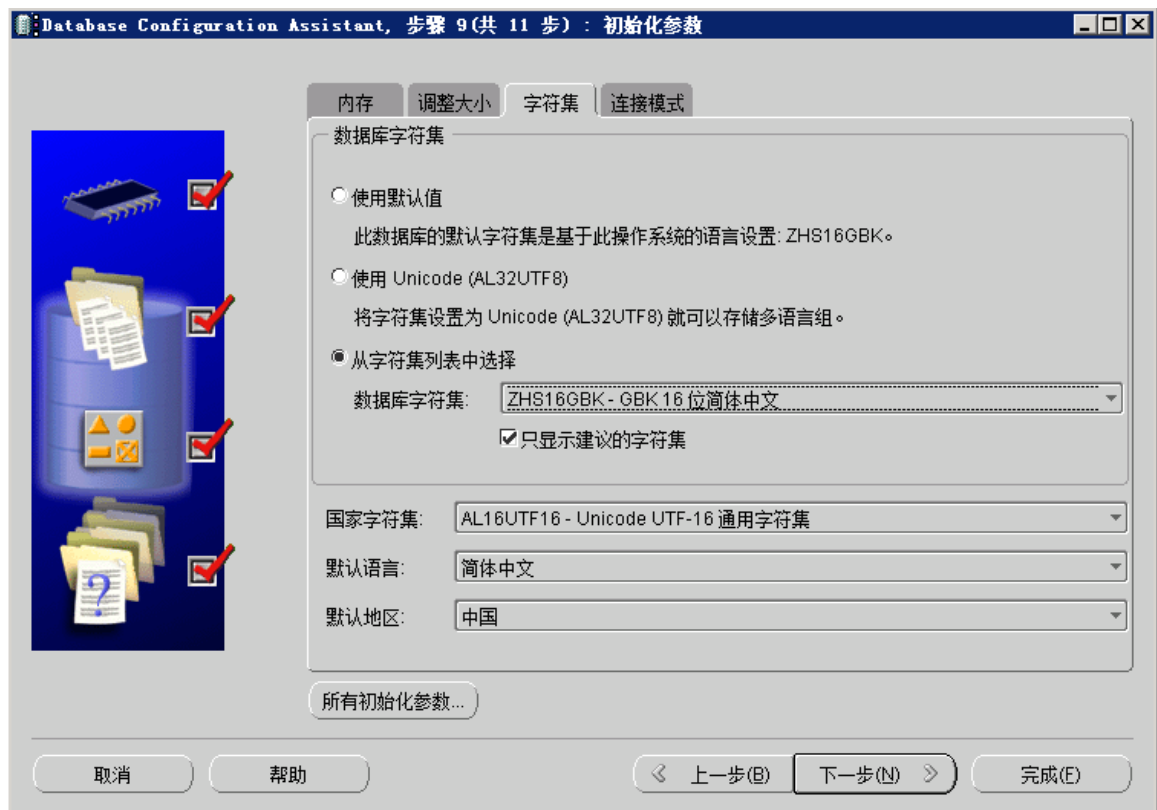 Database Configuration Assistant, 步骤 9(共 11 步) : 初始化参数
内存 调整大小 字符集 连接模式
数据库字符集
使用默认值
此数据库的默认字符集是基于此操作系统的语言设置: ZHS16GBK。
使用 Unicode (AL32UTF8)
将字符集设置为 Unicode (AL32UTF8) 就可以存储多语言组。
从字符集列表中选择
数据库字符集: ZHS16GBK - GBK 16 位简体中文
只显示建议的字符集
国家字符集: AL16UTF16 - Unicode UTF-16 通用字符集
默认语言: 简体中文
默认地区: 中国
?
所有初始化参数...
取消 帮助 上一步(B) 下一步(N) 完成(F)